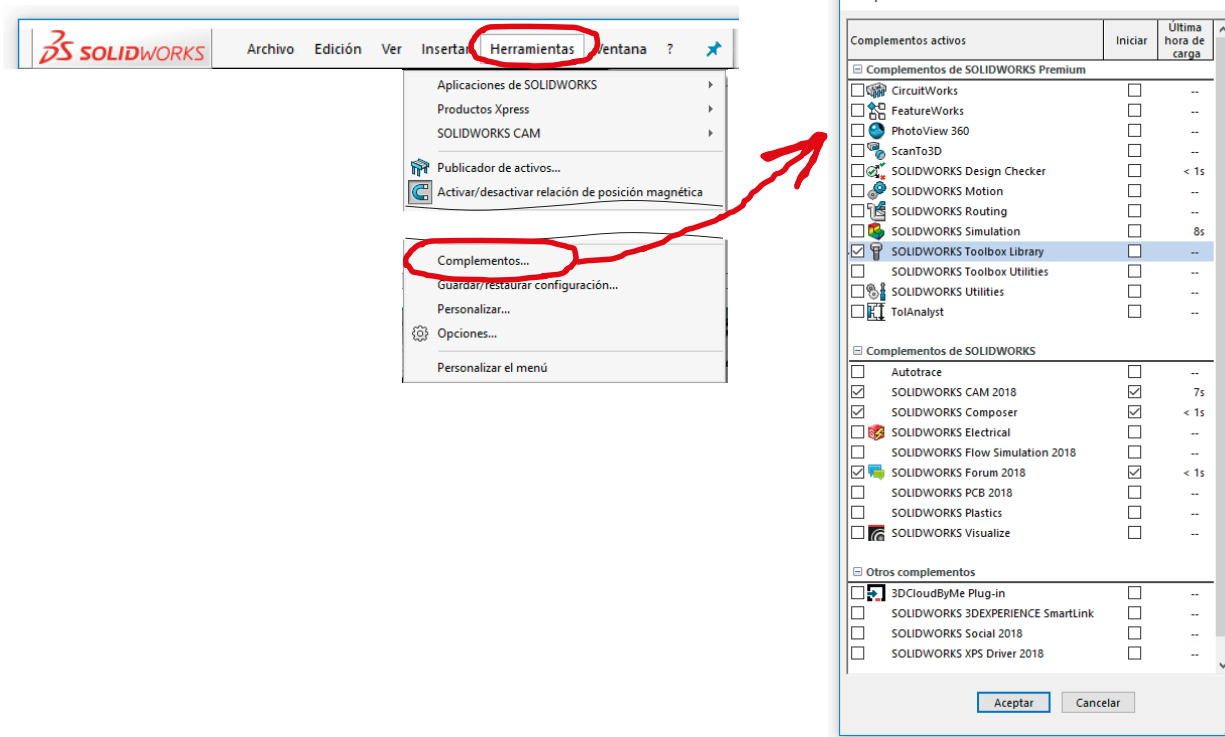 SOLIDWORKS Archivo Edición Ver Insertar Herramientas Ventana ?
Aplicaciones de SOLIDWORKS
Productos Xpress
SOLIDWORKS CAM
Publicador de activos...
Activar/desactivar relación de posición magnética
Complementos...
Guardar/restaurar configuración...
Personalizar...
Opciones...
Personalizar el menú
Complementos activos Iniciar Última hora de carga
Complementos de SOLIDWORKS Premium
CircuitWorks --
FeatureWorks --
PhotoView 360 --
ScanTo3D --
SOLIDWORKS Design Checker < 1s
SOLIDWORKS Motion --
SOLIDWORKS Routing --
SOLIDWORKS Simulation 8s
SOLIDWORKS Toolbox Library --
SOLIDWORKS Toolbox Utilities --
SOLIDWORKS Utilities --
TolAnalyst --
Complementos de SOLIDWORKS
Autotrace --
SOLIDWORKS CAM 2018 7s
SOLIDWORKS Composer < 1s
SOLIDWORKS Electrical --
SOLIDWORKS Flow Simulation 2018 --
SOLIDWORKS Forum 2018 < 1s
SOLIDWORKS PCB 2018 --
SOLIDWORKS Plastics --
SOLIDWORKS Visualize --
Otros complementos
3DCloudByMe Plug-in --
SOLIDWORKS 3DEXPERIENCE SmartLink --
SOLIDWORKS Social 2018 --
SOLIDWORKS XPS Driver 2018 --
Aceptar Cancelar